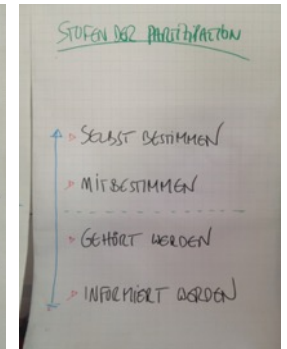 STUFEN DER PARTIZIPATION
SELBST BESTIMMEN
MITBESTIMMEN
GEHÖRT WERDEN
INFORMIERT WERDEN